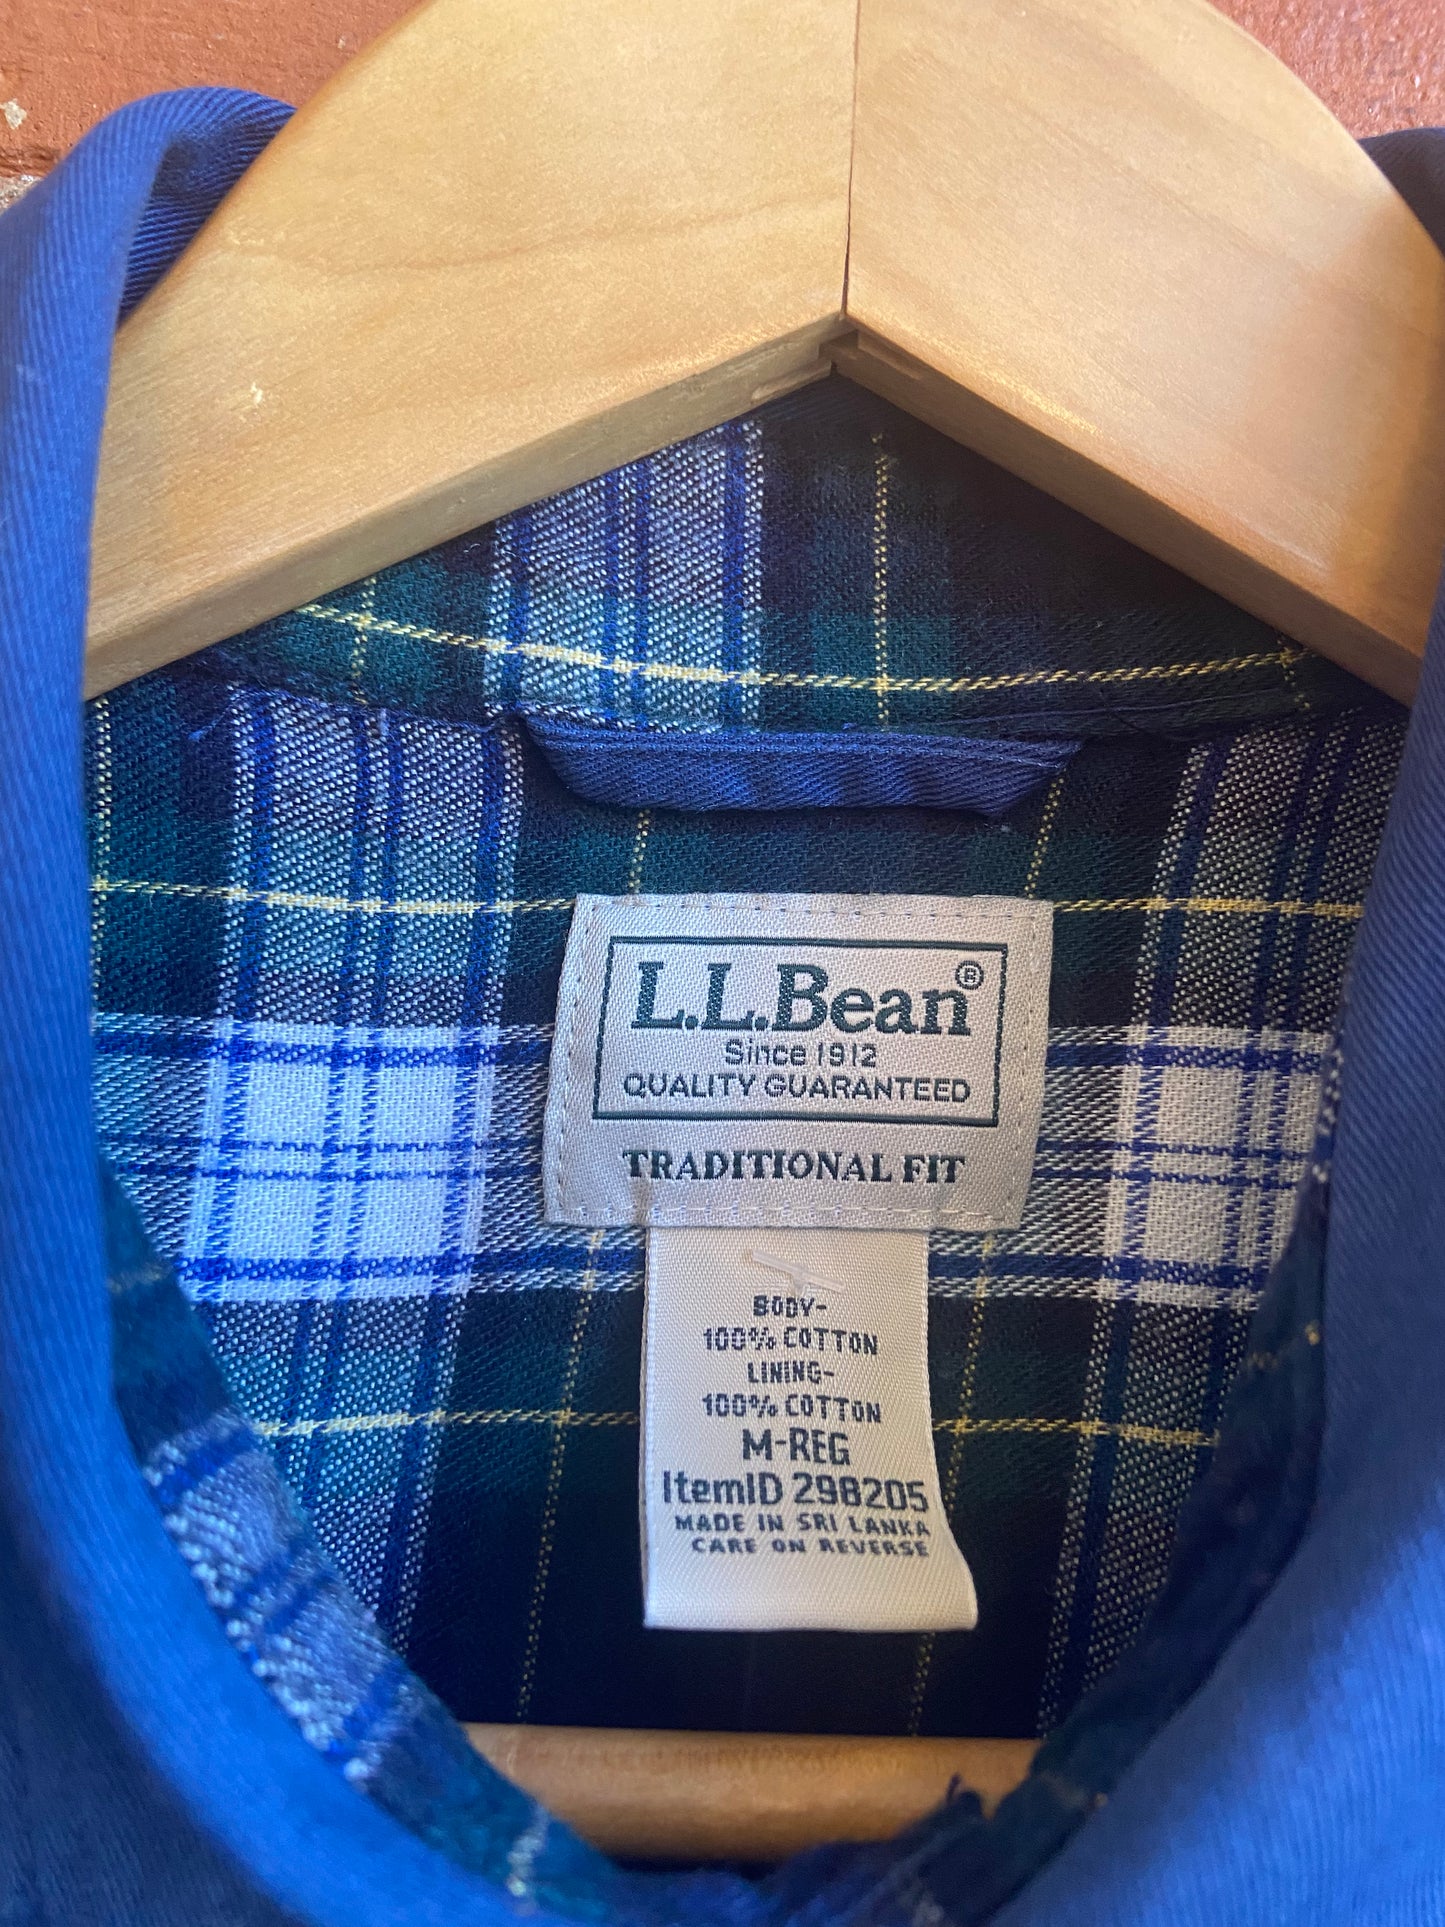 L.L.Bean®
Since 1912
QUALITY GUARANTEED
TRADITIONAL FIT
BODY-
100% COTTON
LINING-
100% COTTON
M-REG
ItemID 298205
MADE IN SRI LANKA
CARE ON REVERSE